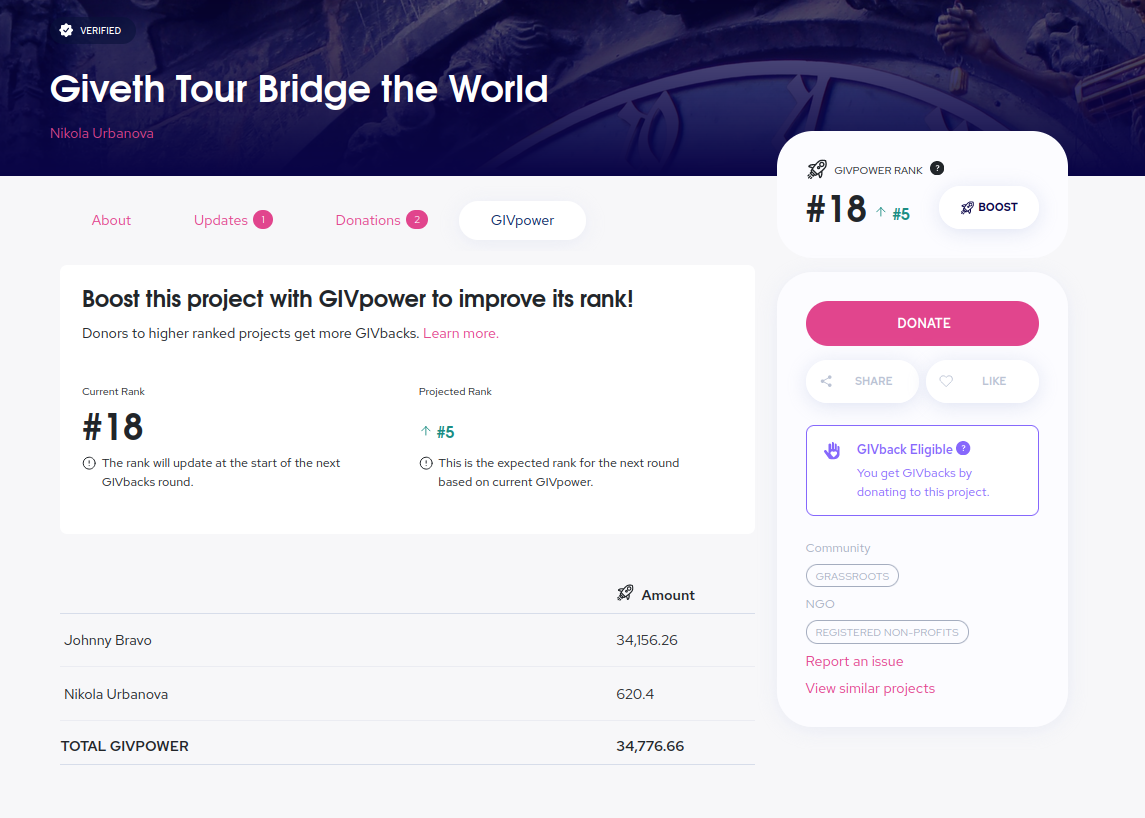 VERIFIED
Giveth Tour Bridge the World
Nikola Urbanova
GIVPOWER RANK ?
#18 ↑ #5
BOOST
About
Updates 1
Donations 2
GIVpower
Boost this project with GIVpower to improve its rank!
Donors to higher ranked projects get more GIVbacks. Learn more.
Current Rank
#18
The rank will update at the start of the next
GIVbacks round.
Projected Rank
↑ #5
This is the expected rank for the next round
based on current GIVpower.
Amount
Johnny Bravo 34,156.26
Nikola Urbanova 620.4
TOTAL GIVPOWER 34,776.66
DONATE
SHARE
LIKE
GIVback Eligible ?
You get GIVbacks by
donating to this project.
Community
GRASSROOTS
NGO
REGISTERED NON-PROFITS
Report an issue
View similar projects